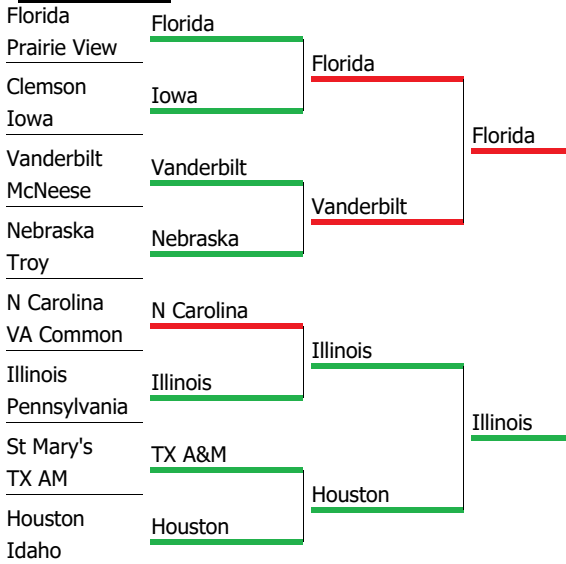 Florida
Prairie View
Clemson
Iowa
Vanderbilt
McNeese
Nebraska
Troy
N Carolina
VA Common
Illinois
Pennsylvania
St Mary's
TX AM
Houston
Idaho
Florida
Iowa
Vanderbilt
Nebraska
N Carolina
Illinois
TX A&M
Houston
Florida
Vanderbilt
Illinois
Houston
Florida
Illinois